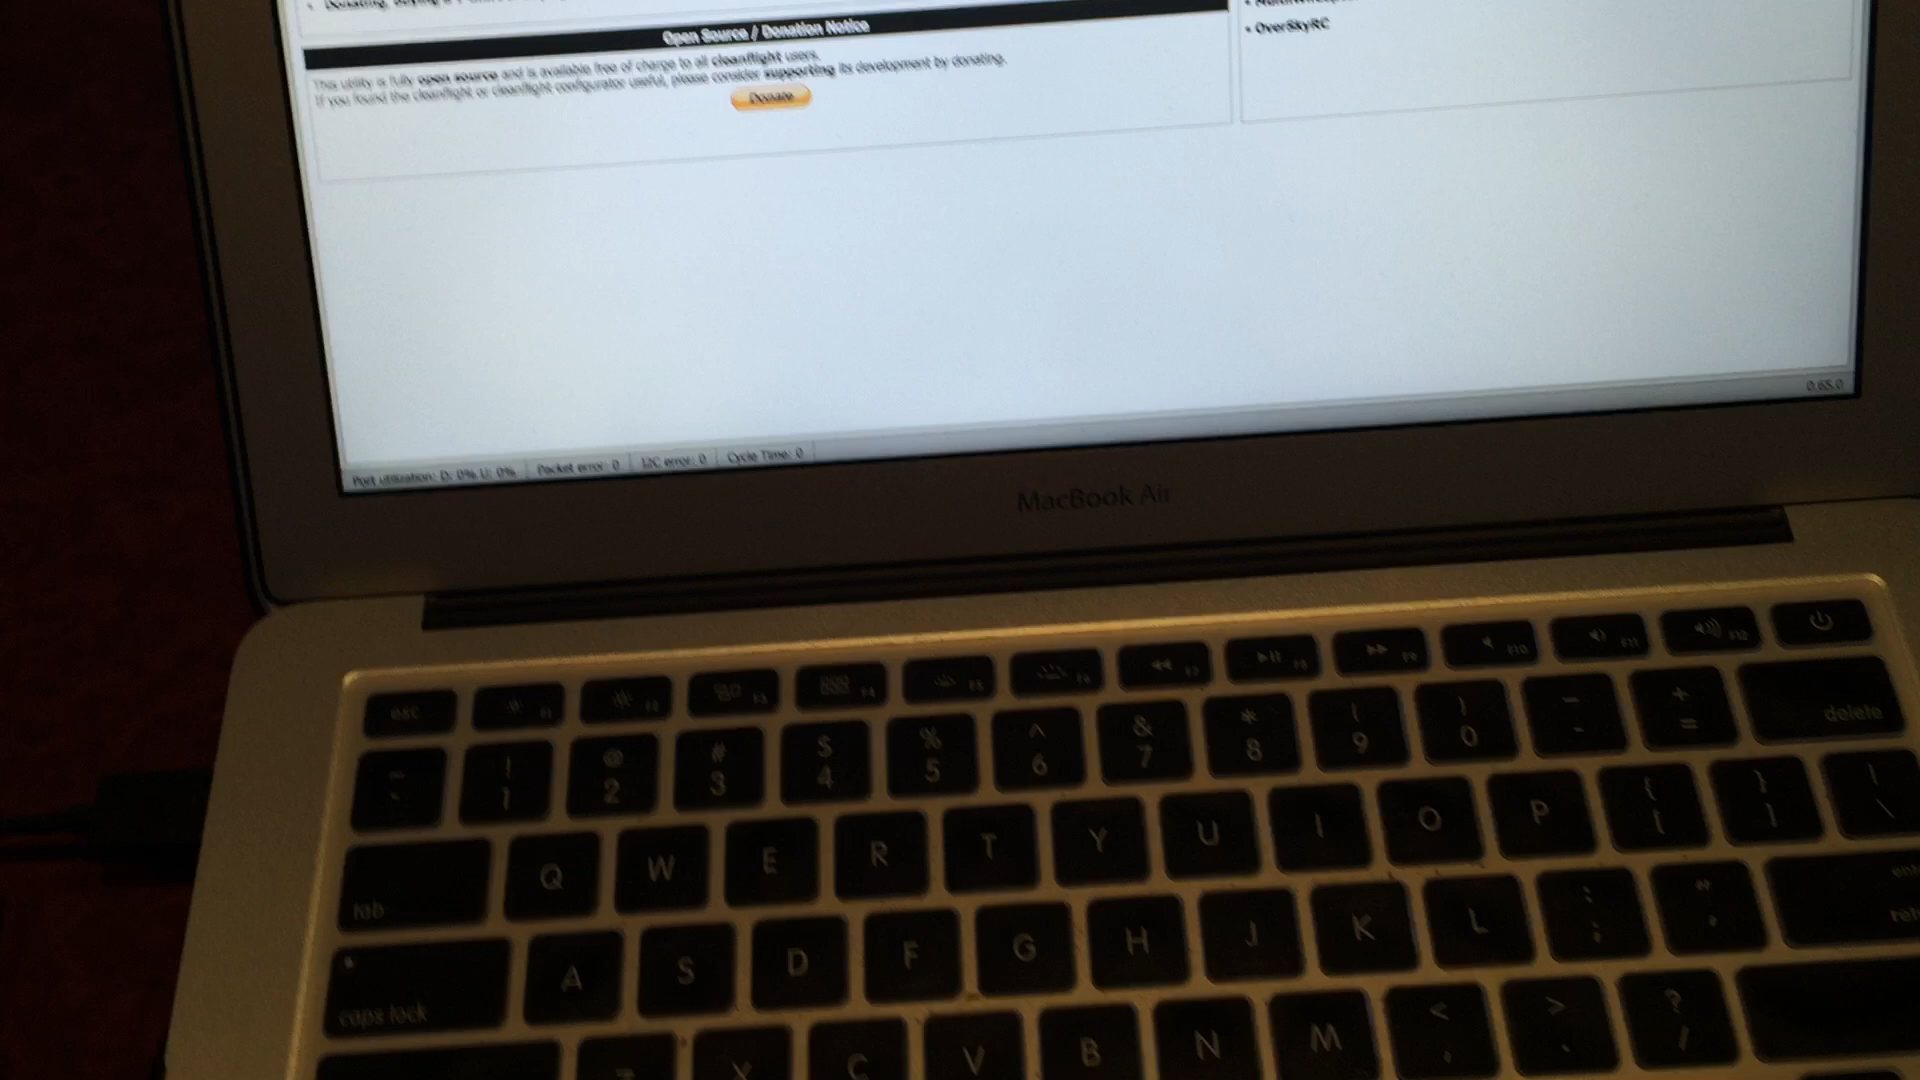 Donating, buying a
Open Source / Donation Notice
This utility is fully open source and is available free of charge to all cleanflight users.
If you found the cleanflight or cleanflight configurator useful, please consider supporting its development by donating.
Donate
• OverSkyRC
Port utilization: D: 0% U: 0% Packet error: 0 I2C error: 0 Cycle Time: 0
0.65.0
MacBook Air
esc F1 F2 F3 F4 F5 F6 F7 F8 F9 F10 F11 F12
~ ! @ # $ % ^ & * ( ) — +
` 1 2 3 4 5 6 7 8 9 0 - = delete
tab Q W E R T Y U I O P { [ } ] | \
caps lock A S D F G H J K L : ; " '
X C V B N M < , > . ? /